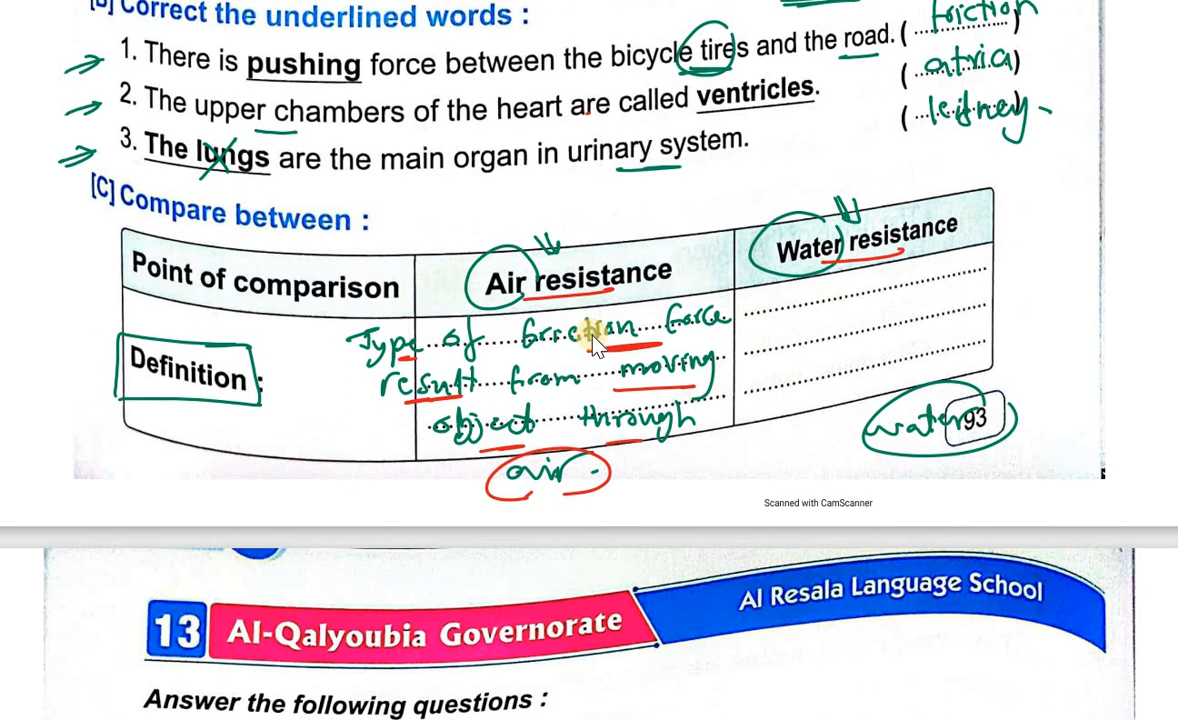 [B] Correct the underlined words :
1. There is pushing force between the bicycle tires and the road. (friction)
2. The upper chambers of the heart are called ventricles. (atria)
3. The lungs are the main organ in urinary system. (kidney)
[C] Compare between :
Point of comparison Air resistance Water resistance
Definition : Type of friction force
result from moving
object through
air.
water
93
Scanned with CamScanner
13 Al-Qalyoubia Governorate Al Resala Language School
Answer the following questions :